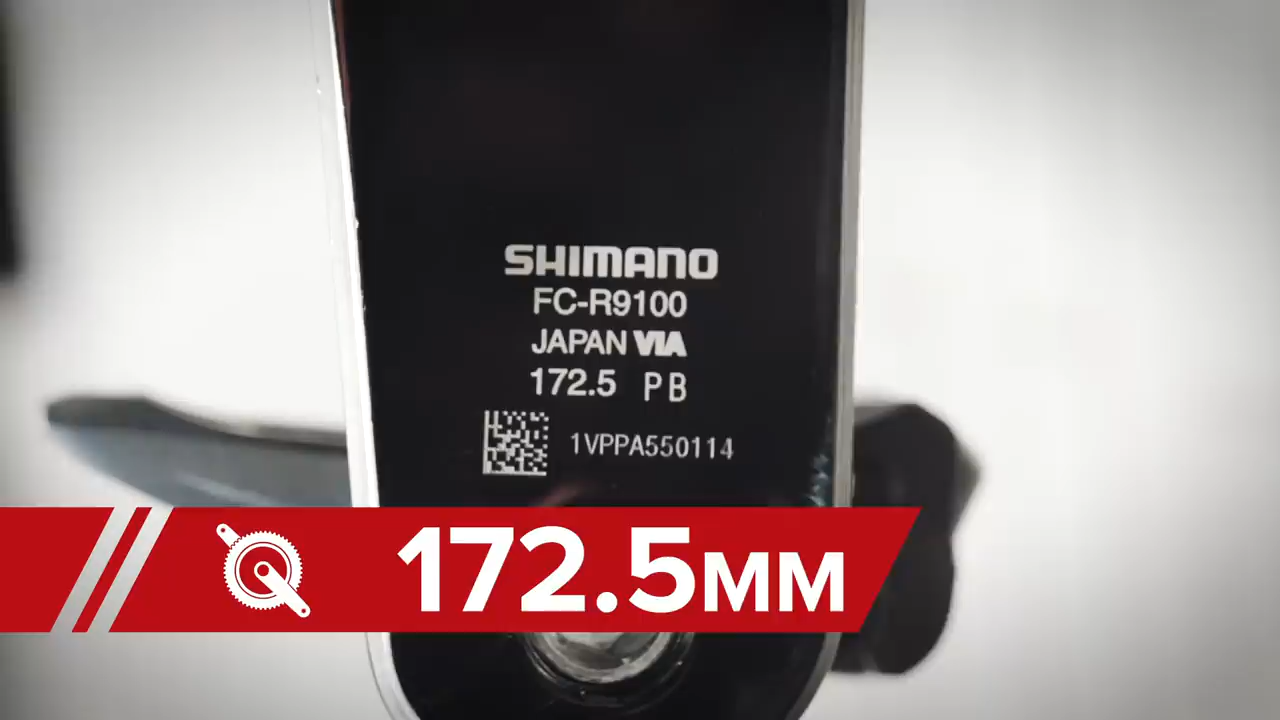 SHIMANO
FC-R9100
JAPAN VIA
172.5 PB
1VPPA550114
172.5MM